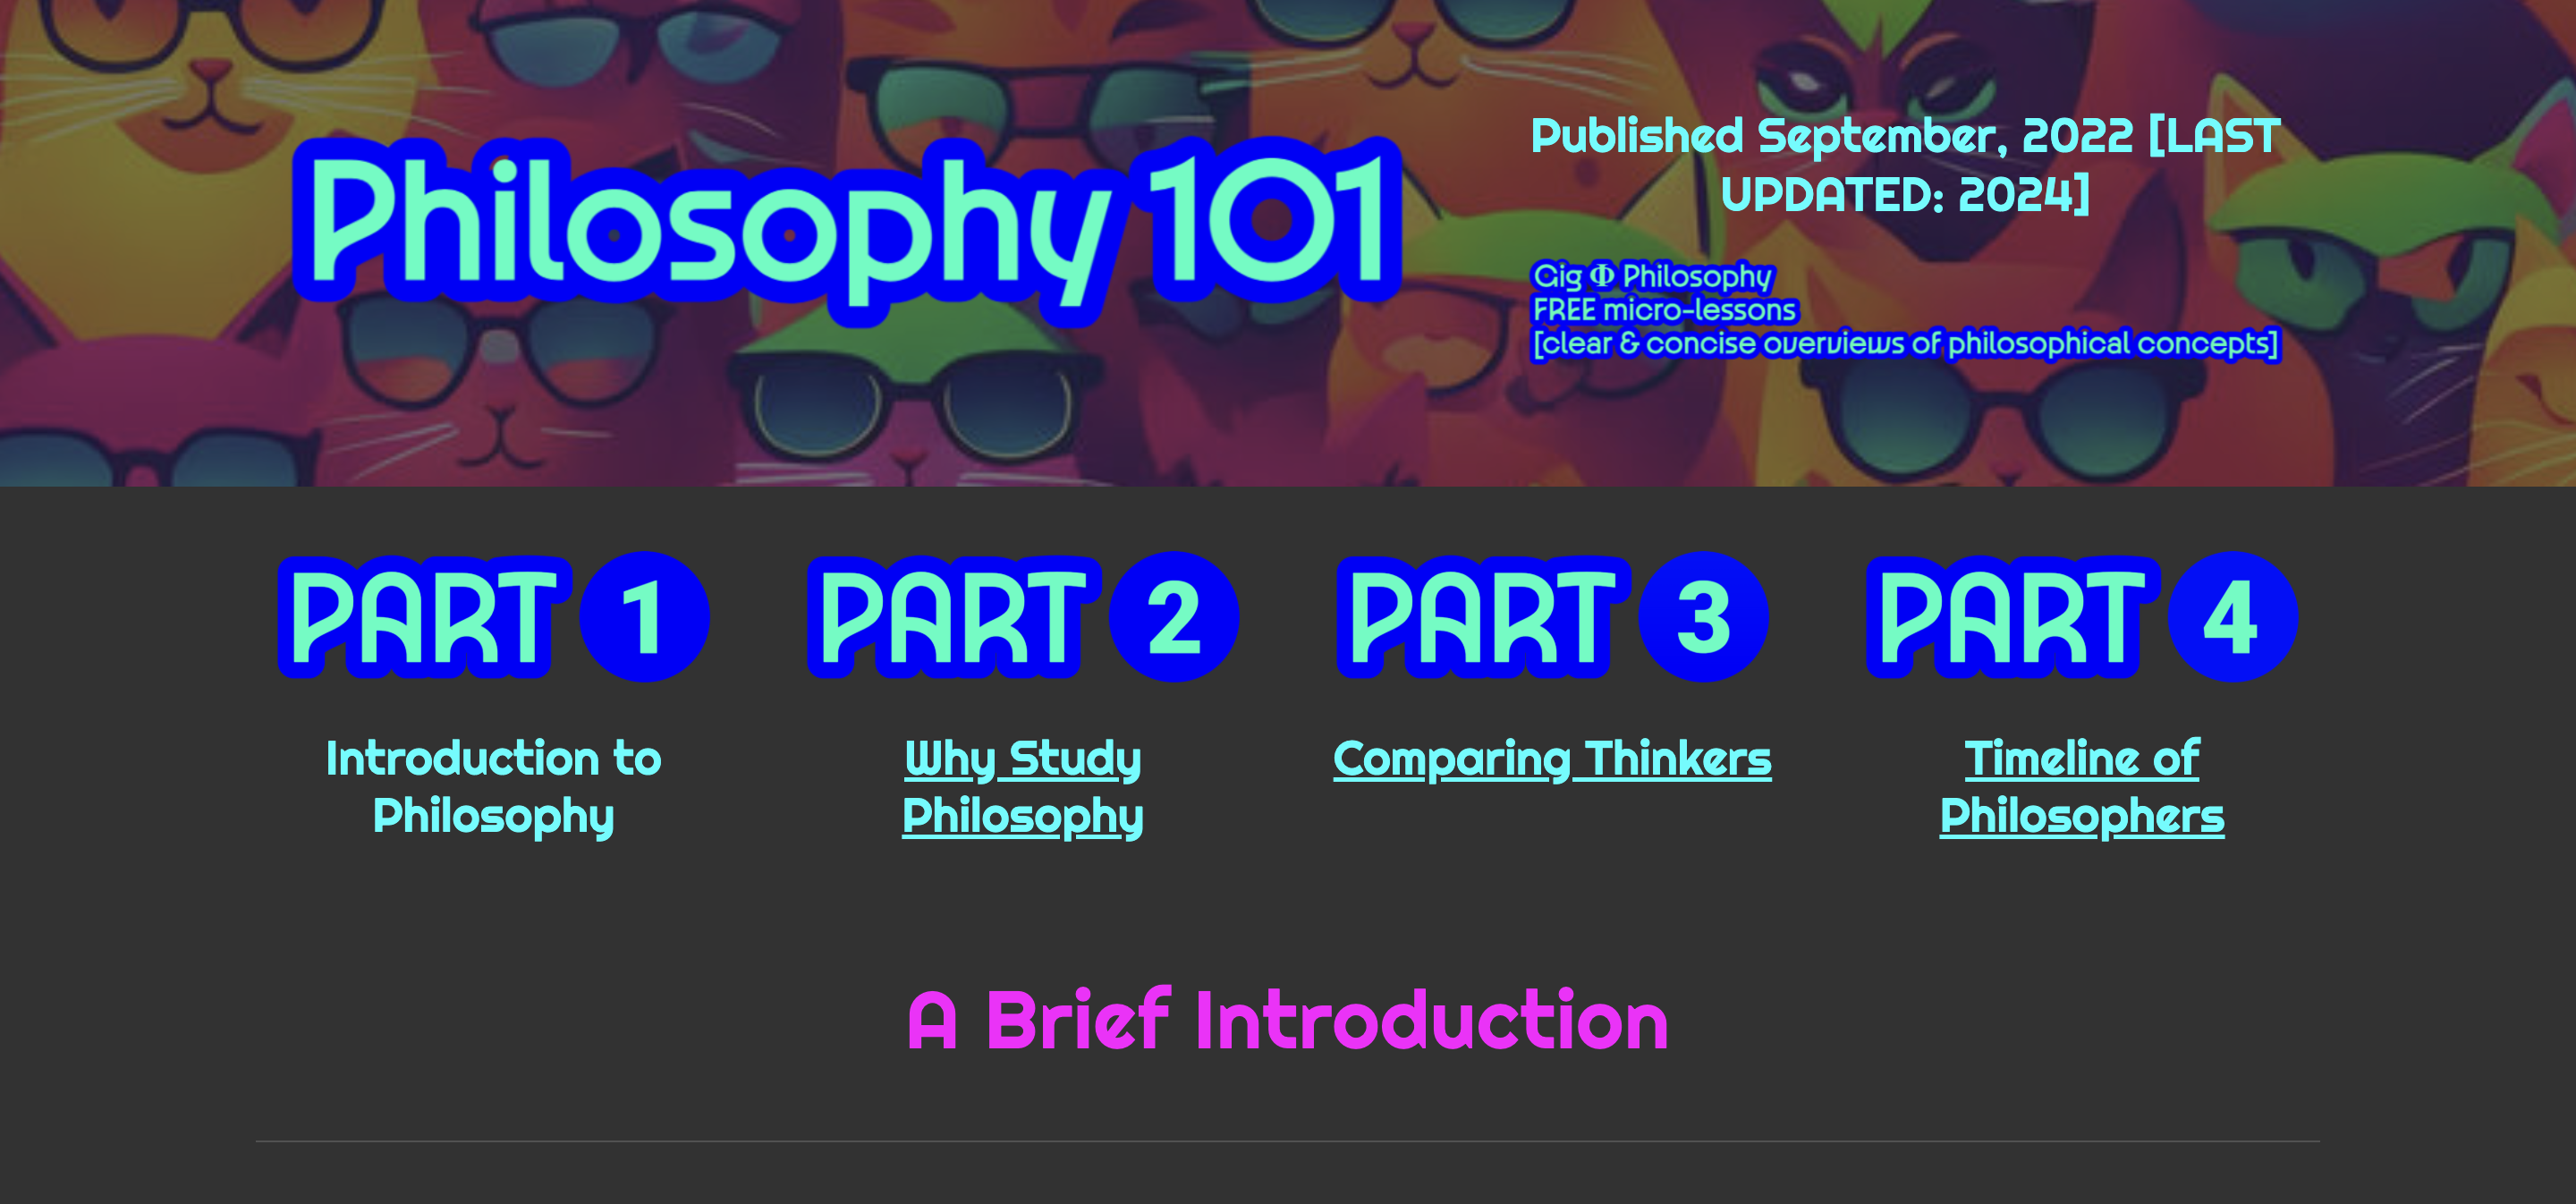 Philosophy 101
Published September, 2022 [LAST
UPDATED: 2024]
Gig Φ Philosophy
FREE micro-lessons
[clear & concise overviews of philosophical concepts]
PART 1
Introduction to
Philosophy
PART 2
Why Study
Philosophy
PART 3
Comparing Thinkers
PART 4
Timeline of
Philosophers
A Brief Introduction